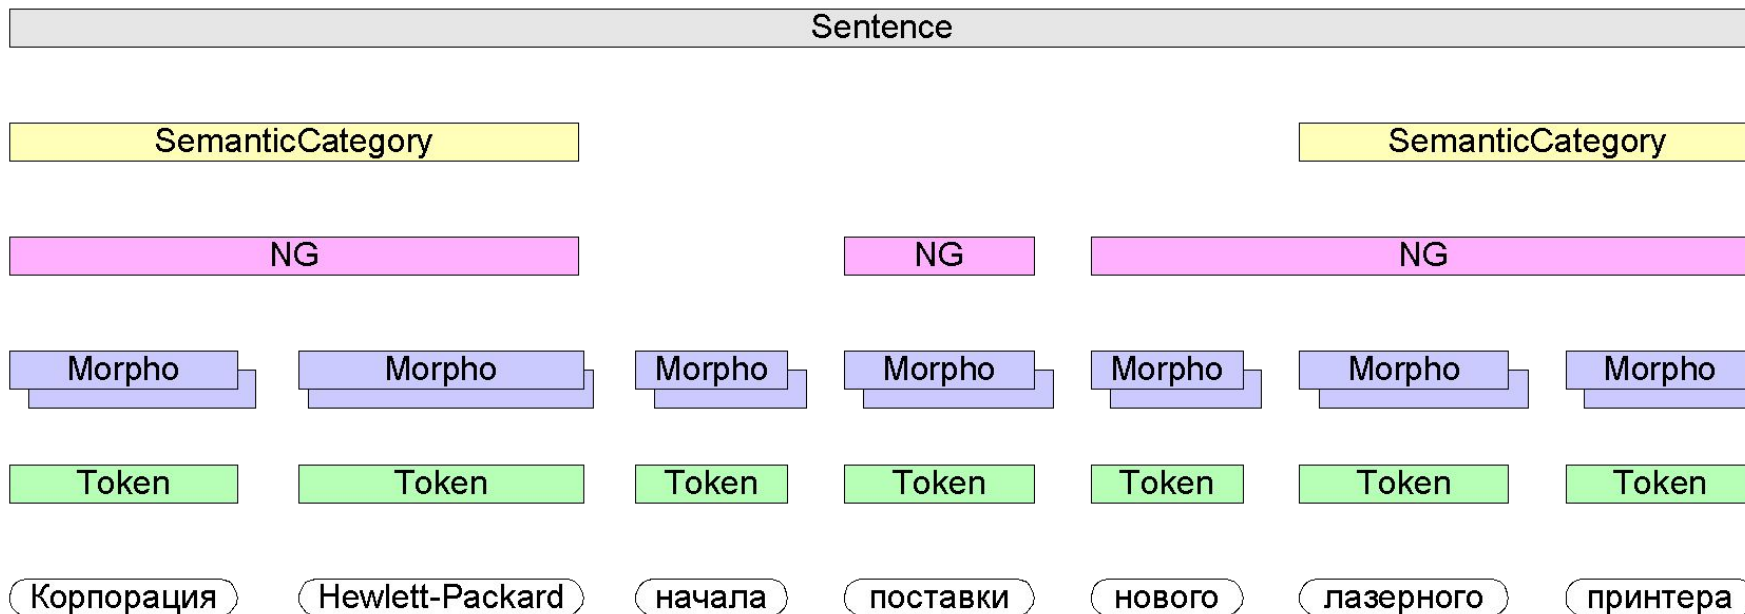 Sentence
SemanticCategory SemanticCategory
NG NG NG
Morpho Morpho Morpho Morpho Morpho Morpho Morpho
Token Token Token Token Token Token Token
Корпорация Hewlett-Packard начала поставки нового лазерного принтера